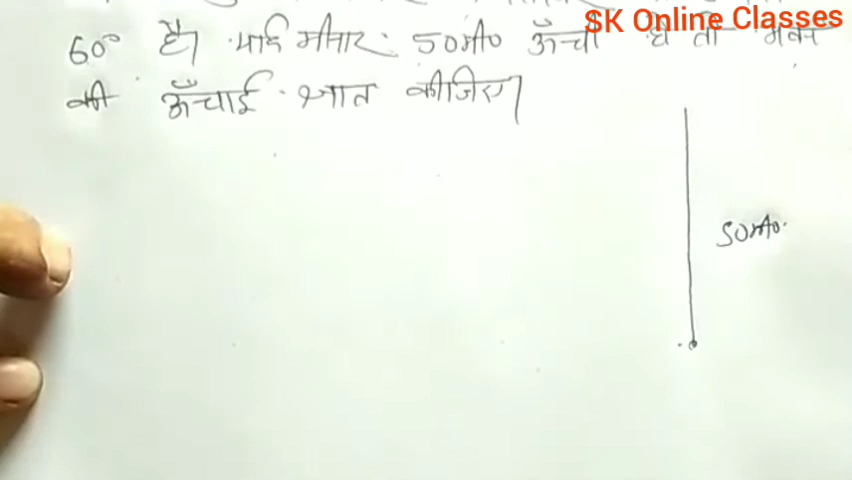 SK Online Classes
60° है। यदि मीनार 50मी० ऊँची हो तो भवन
की ऊँचाई ज्ञात कीजिए।
50मी०